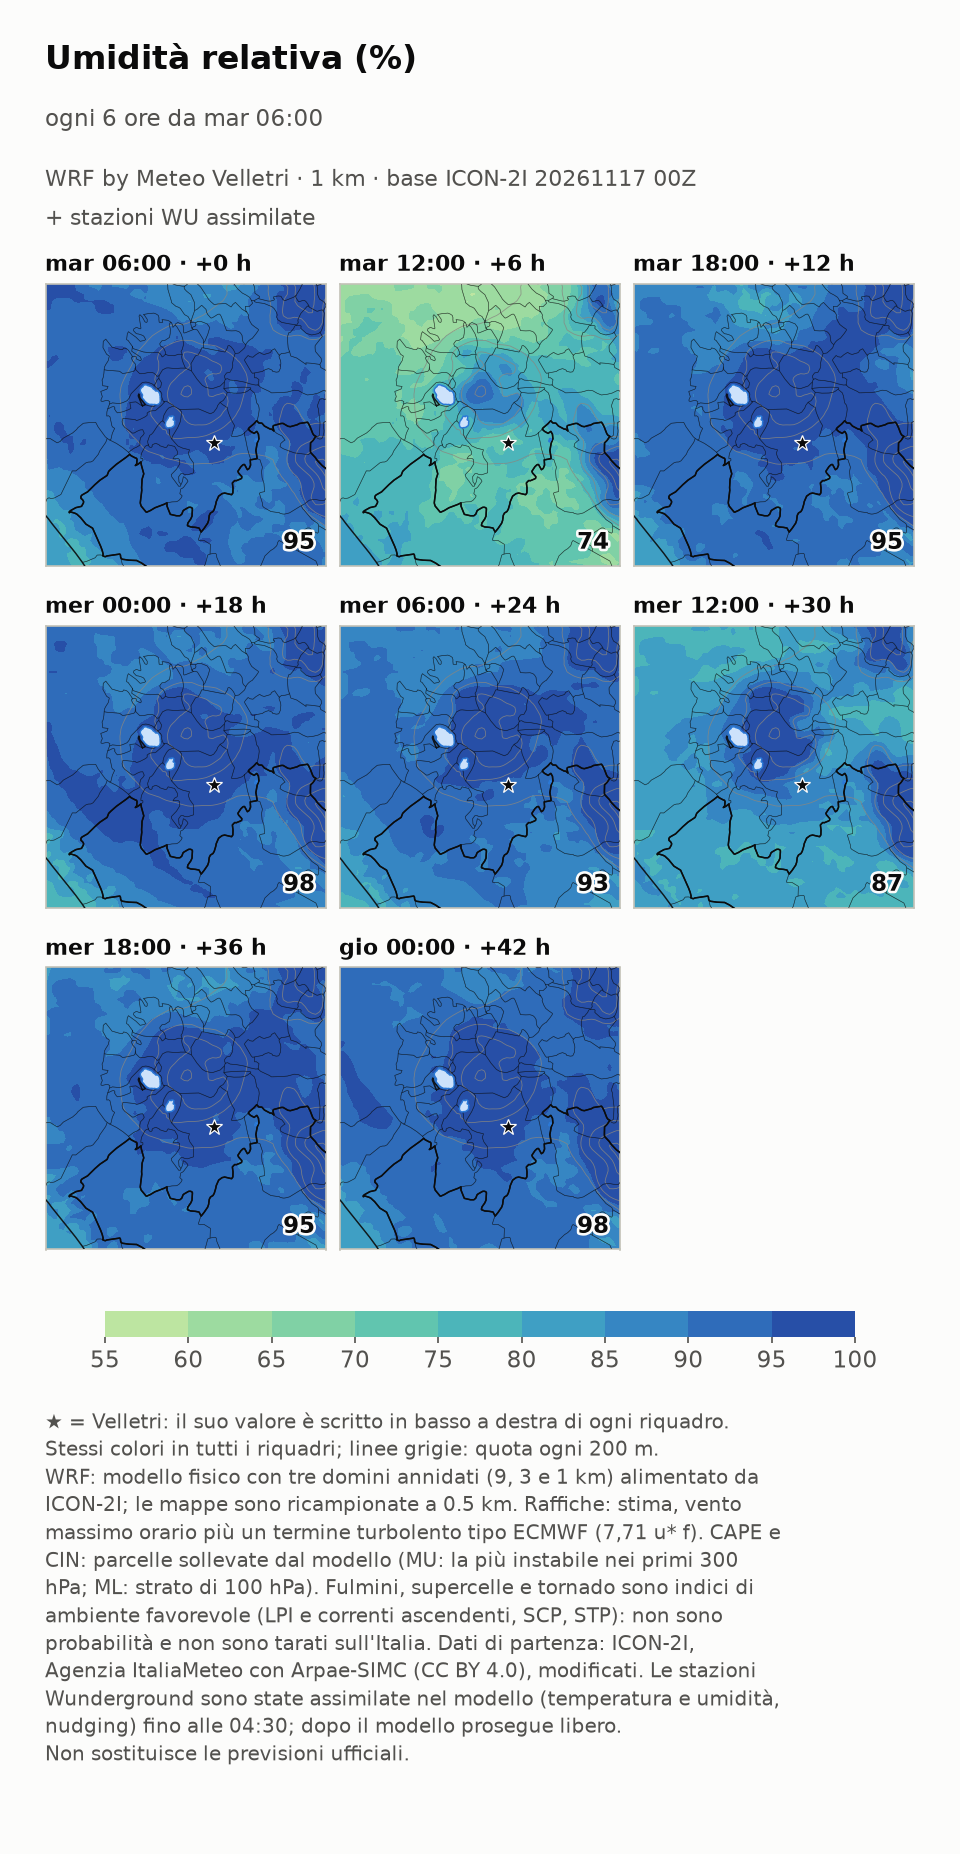 Umidità relativa (%)
ogni 6 ore da mar 06:00
WRF by Meteo Velletri · 1 km · base ICON-2I 20261117 00Z
+ stazioni WU assimilate
mar 06:00 · +0 h
mar 12:00 · +6 h
mar 18:00 · +12 h
95
74
95
mer 00:00 · +18 h
mer 06:00 · +24 h
mer 12:00 · +30 h
98
93
87
mer 18:00 · +36 h
gio 00:00 · +42 h
95
98
55 60 65 70 75 80 85 90 95 100
★ = Velletri: il suo valore è scritto in basso a destra di ogni riquadro.
Stessi colori in tutti i riquadri; linee grigie: quota ogni 200 m.
WRF: modello fisico con tre domini annidati (9, 3 e 1 km) alimentato da
ICON-2I; le mappe sono ricampionate a 0.5 km. Raffiche: stima, vento
massimo orario più un termine turbolento tipo ECMWF (7,71 u* f). CAPE e
CIN: parcelle sollevate dal modello (MU: la più instabile nei primi 300
hPa; ML: strato di 100 hPa). Fulmini, supercelle e tornado sono indici di
ambiente favorevole (LPI e correnti ascendenti, SCP, STP): non sono
probabilità e non sono tarati sull'Italia. Dati di partenza: ICON-2I,
Agenzia ItaliaMeteo con Arpae-SIMC (CC BY 4.0), modificati. Le stazioni
Wunderground sono state assimilate nel modello (temperatura e umidità,
nudging) fino alle 04:30; dopo il modello prosegue libero.
Non sostituisce le previsioni ufficiali.